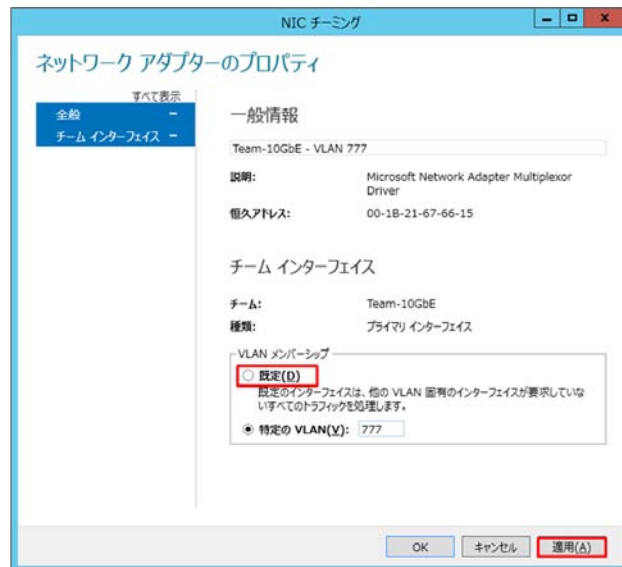 NIC チーミング
ネットワーク アダプターのプロパティ
すべて表示
全般
チーム インターフェイス
一般情報
Team-10GbE - VLAN 777
説明: Microsoft Network Adapter Multiplexor
Driver
恒久アドレス: 00-1B-21-67-66-15
チーム インターフェイス
チーム: Team-10GbE
種類: プライマリ インターフェイス
VLAN メンバーシップ
既定(D)
既定のインターフェイスは、他の VLAN 固有のインターフェイスが要求していな
いすべてのトラフィックを処理します。
特定の VLAN(V): 777
OK キャンセル 適用(A)